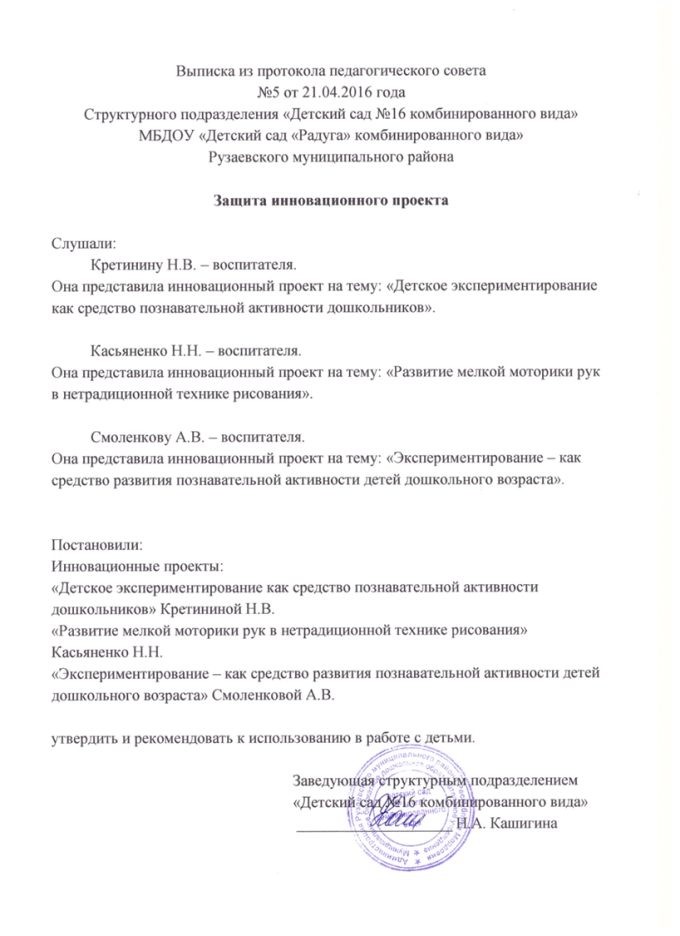 Выписка из протокола педагогического совета
№5 от 21.04.2016 года
Структурного подразделения «Детский сад №16 комбинированного вида»
МБДОУ «Детский сад «Радуга» комбинированного вида»
Рузаевского муниципального района
Защита инновационного проекта
Слушали:
Кретинину Н.В. – воспитателя.
Она представила инновационный проект на тему: «Детское экспериментирование
как средство познавательной активности дошкольников».
Касьяненко Н.Н. – воспитателя.
Она представила инновационный проект на тему: «Развитие мелкой моторики рук
в нетрадиционной технике рисования».
Смоленкову А.В. – воспитателя.
Она представила инновационный проект на тему: «Экспериментирование – как
средство развития познавательной активности детей дошкольного возраста».
Постановили:
Инновационные проекты:
«Детское экспериментирование как средство познавательной активности
дошкольников» Кретининой Н.В.
«Развитие мелкой моторики рук в нетрадиционной технике рисования»
Касьяненко Н.Н.
«Экспериментирование – как средство развития познавательной активности детей
дошкольного возраста» Смоленковой А.В.
утвердить и рекомендовать к использованию в работе с детьми.
Заведующая структурным подразделением
«Детский сад №16 комбинированного вида»
Н.А. Кашигина